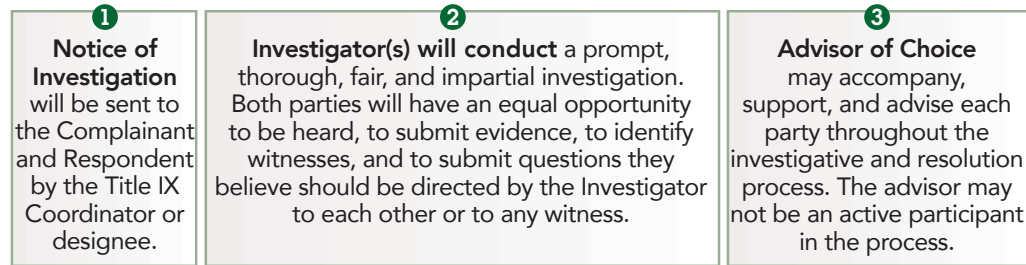 1
Notice of
Investigation
will be sent to
the Complainant
and Respondent
by the Title IX
Coordinator or
designee.
2
Investigator(s) will conduct a prompt,
thorough, fair, and impartial investigation.
Both parties will have an equal opportunity
to be heard, to submit evidence, to identify
witnesses, and to submit questions they
believe should be directed by the Investigator
to each other or to any witness.
3
Advisor of Choice
may accompany,
support, and advise each
party throughout the
investigative and resolution
process. The advisor may
not be an active participant
in the process.